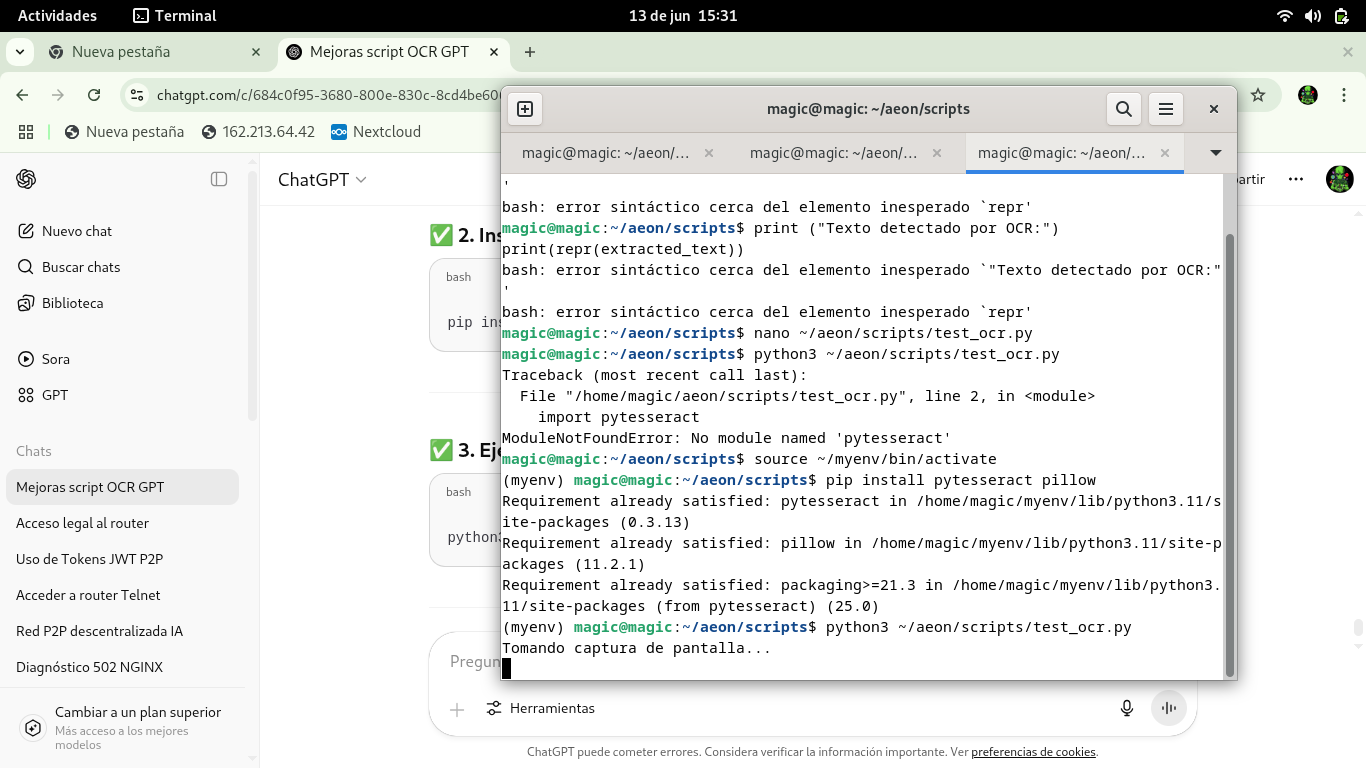 Actividades
Terminal
13 de jun 15:31
Nueva pestaña
Mejoras script OCR GPT
chatgpt.com/c/684c0f95-3680-800e-830c-8cd4be60
Nueva pestaña
162.213.64.42
Nextcloud
magic@magic: ~/aeon/scripts
magic@magic: ~/aeon/...
magic@magic: ~/aeon/...
magic@magic: ~/aeon/...
ChatGPT
artir
Nuevo chat
Buscar chats
Biblioteca
Sora
GPT
Chats
Mejoras script OCR GPT
Acceso legal al router
Uso de Tokens JWT P2P
Acceder a router Telnet
Red P2P descentralizada IA
Diagnóstico 502 NGINX
Cambiar a un plan superior
Más acceso a los mejores
modelos
✅ 2. Ins
bash
pip ins
✅ 3. Eje
bash
python3
'
bash: error sintáctico cerca del elemento inesperado `repr'
magic@magic:~/aeon/scripts$ print ("Texto detectado por OCR:")
print(repr(extracted_text))
bash: error sintáctico cerca del elemento inesperado `"Texto detectado por OCR:"
'
bash: error sintáctico cerca del elemento inesperado `repr'
magic@magic:~/aeon/scripts$ nano ~/aeon/scripts/test_ocr.py
magic@magic:~/aeon/scripts$ python3 ~/aeon/scripts/test_ocr.py
Traceback (most recent call last):
  File "/home/magic/aeon/scripts/test_ocr.py", line 2, in <module>
    import pytesseract
ModuleNotFoundError: No module named 'pytesseract'
magic@magic:~/aeon/scripts$ source ~/myenv/bin/activate
(myenv) magic@magic:~/aeon/scripts$ pip install pytesseract pillow
Requirement already satisfied: pytesseract in /home/magic/myenv/lib/python3.11/s
ite-packages (0.3.13)
Requirement already satisfied: pillow in /home/magic/myenv/lib/python3.11/site-p
ackages (11.2.1)
Requirement already satisfied: packaging>=21.3 in /home/magic/myenv/lib/python3.
11/site-packages (from pytesseract) (25.0)
(myenv) magic@magic:~/aeon/scripts$ python3 ~/aeon/scripts/test_ocr.py
Tomando captura de pantalla...
Pregun
Herramientas
ChatGPT puede cometer errores. Considera verificar la información importante. Ver preferencias de cookies.